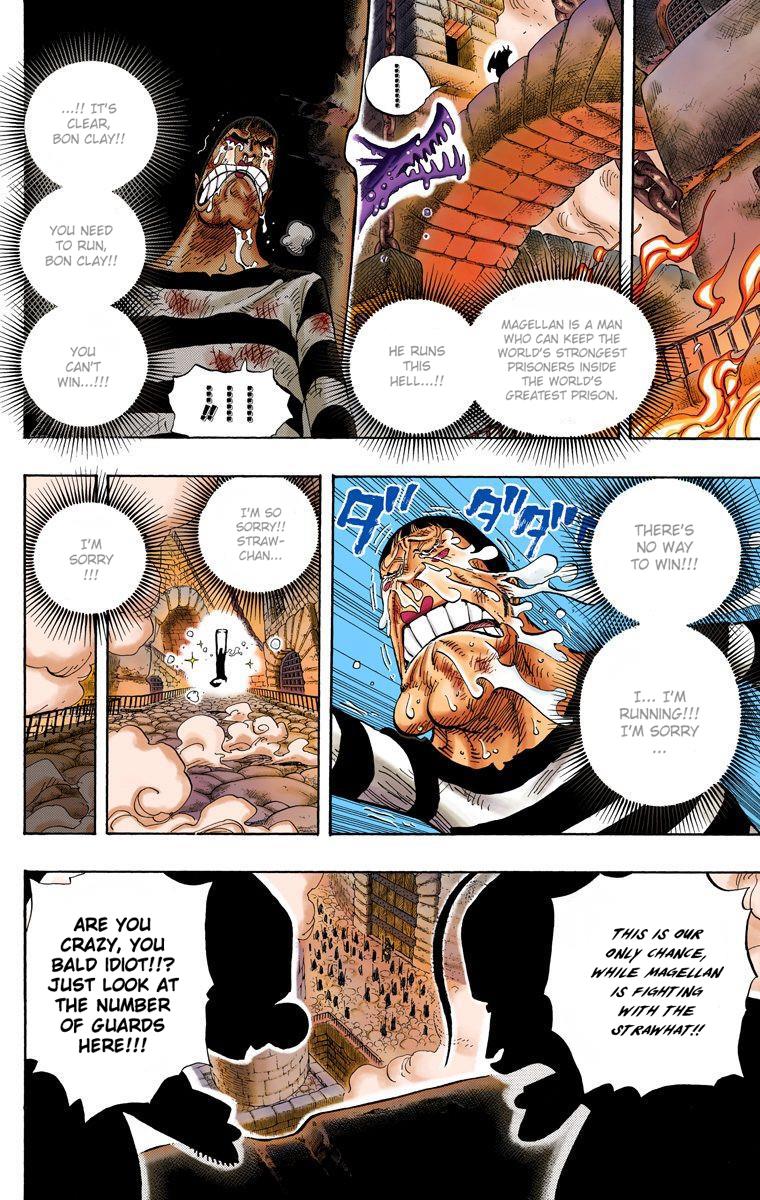 MAGELLAN IS A MAN
WHO CAN KEEP THE
WORLD'S STRONGEST
PRISONERS INSIDE
THE WORLD'S
GREATEST PRISON.
HE RUNS
THIS
HELL...!!
...!! IT'S
CLEAR,
BON CLAY!!
YOU NEED
TO RUN,
BON CLAY!!
YOU
CAN'T
WIN...!!!
THERE'S
NO WAY
TO WIN!!!
I... I'M
RUNNING!!!
I'M SORRY
...
ダダダ
I'M SO
SORRY!!
STRAW-
CHAN...
I'M
SORRY
!!!
THIS IS OUR
ONLY CHANCE,
WHILE MAGELLAN
IS FIGHTING
WITH THE
STRAWHAT!!
ARE YOU
CRAZY, YOU
BALD IDIOT!!?
JUST LOOK AT
THE NUMBER
OF GUARDS
HERE!!!